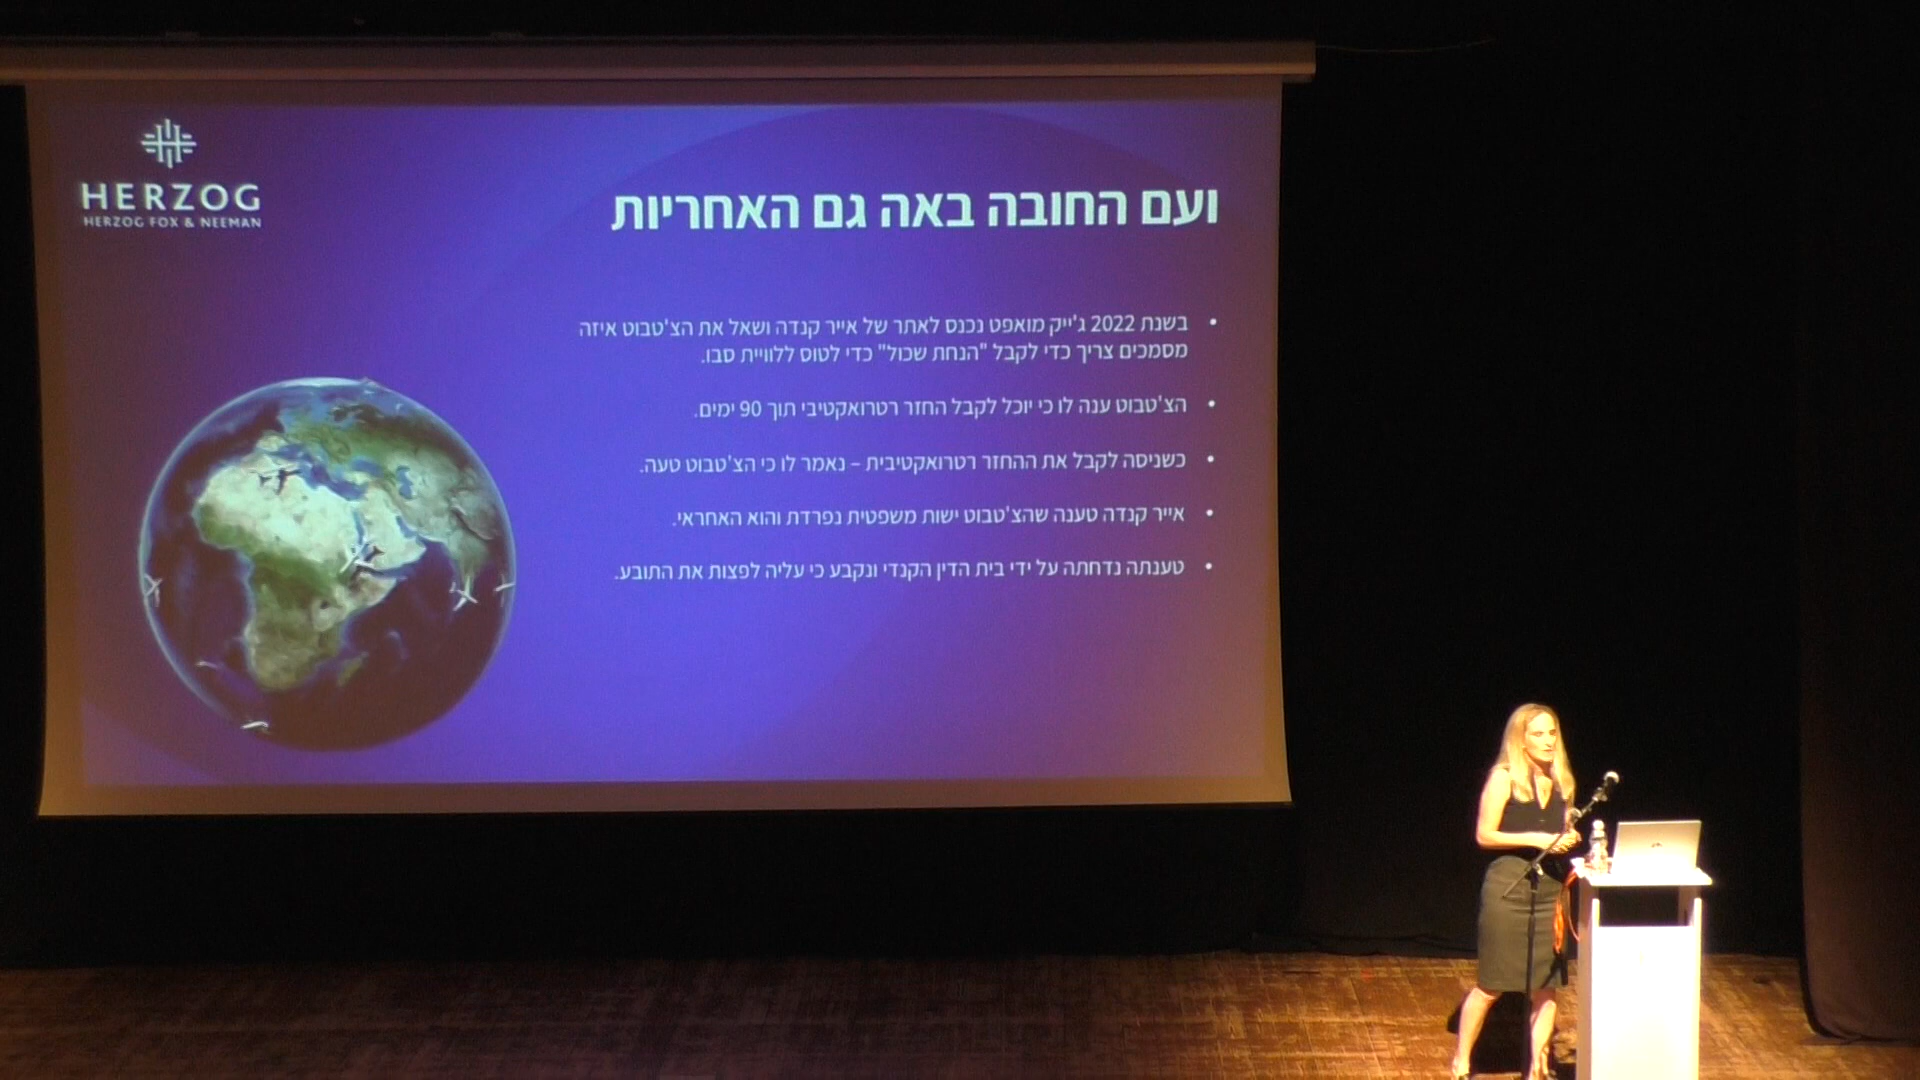 HERZOG
HERZOG FOX & NEEMAN
ועם החובה באה גם האחריות
• בשנת 2022 ג'ייק מואפט נכנס לאתר של אייר קנדה ושאל את הצ'טבוט איזה
מסמכים צריך כדי לקבל "הנחת שכול" כדי לטוס ללוויית סבו.
• הצ'טבוט ענה לו כי יוכל לקבל החזר רטרואקטיבי תוך 90 ימים.
• כשניסה לקבל את ההחזר רטרואקטיבית – נאמר לו כי הצ'טבוט טעה.
• אייר קנדה טענה שהצ'טבוט ישות משפטית נפרדת והוא האחראי.
• טענתה נדחתה על ידי בית הדין הקנדי ונקבע כי עליה לפצות את התובע.